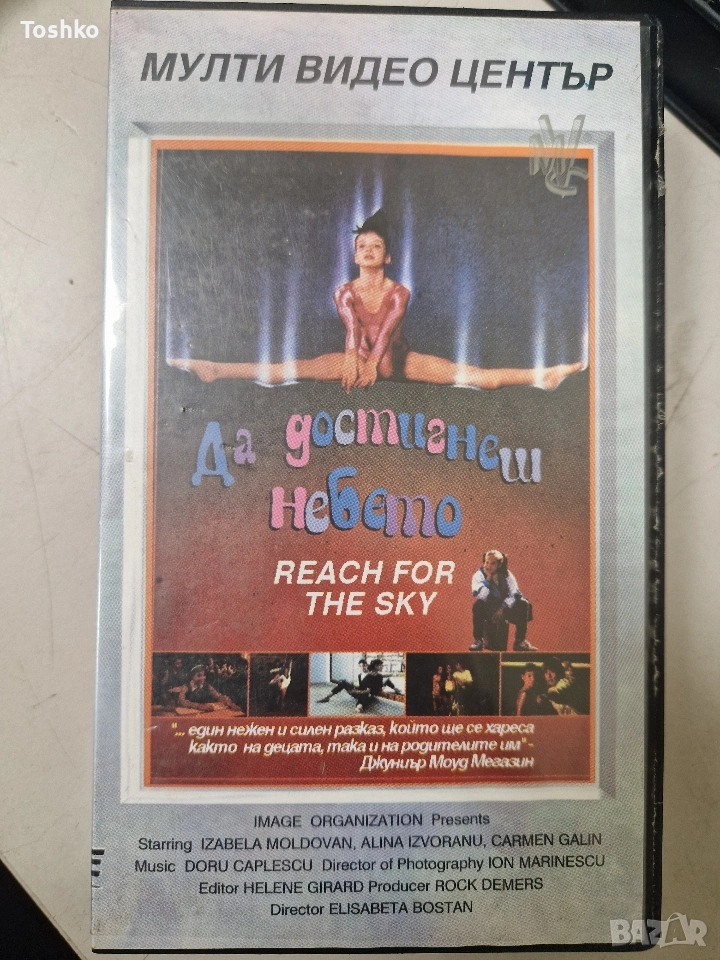 Toshko
МУЛТИ ВИДЕО ЦЕНТЪР
Да достигнеш
небето
REACH FOR
THE SKY
"... един нежен и силен разказ, който ще се хареса
както на децата, така и на родителите им"-
Джуниър Моуд Мегазин
IMAGE ORGANIZATION Presents
Starring IZABELA MOLDOVAN, ALINA IZVORANU, CARMEN GALIN
Music DORU CAPLESCU Director of Photography ION MARINESCU
Editor HELENE GIRARD Producer ROCK DEMERS
Director ELISABETA BOSTAN
BAZAR